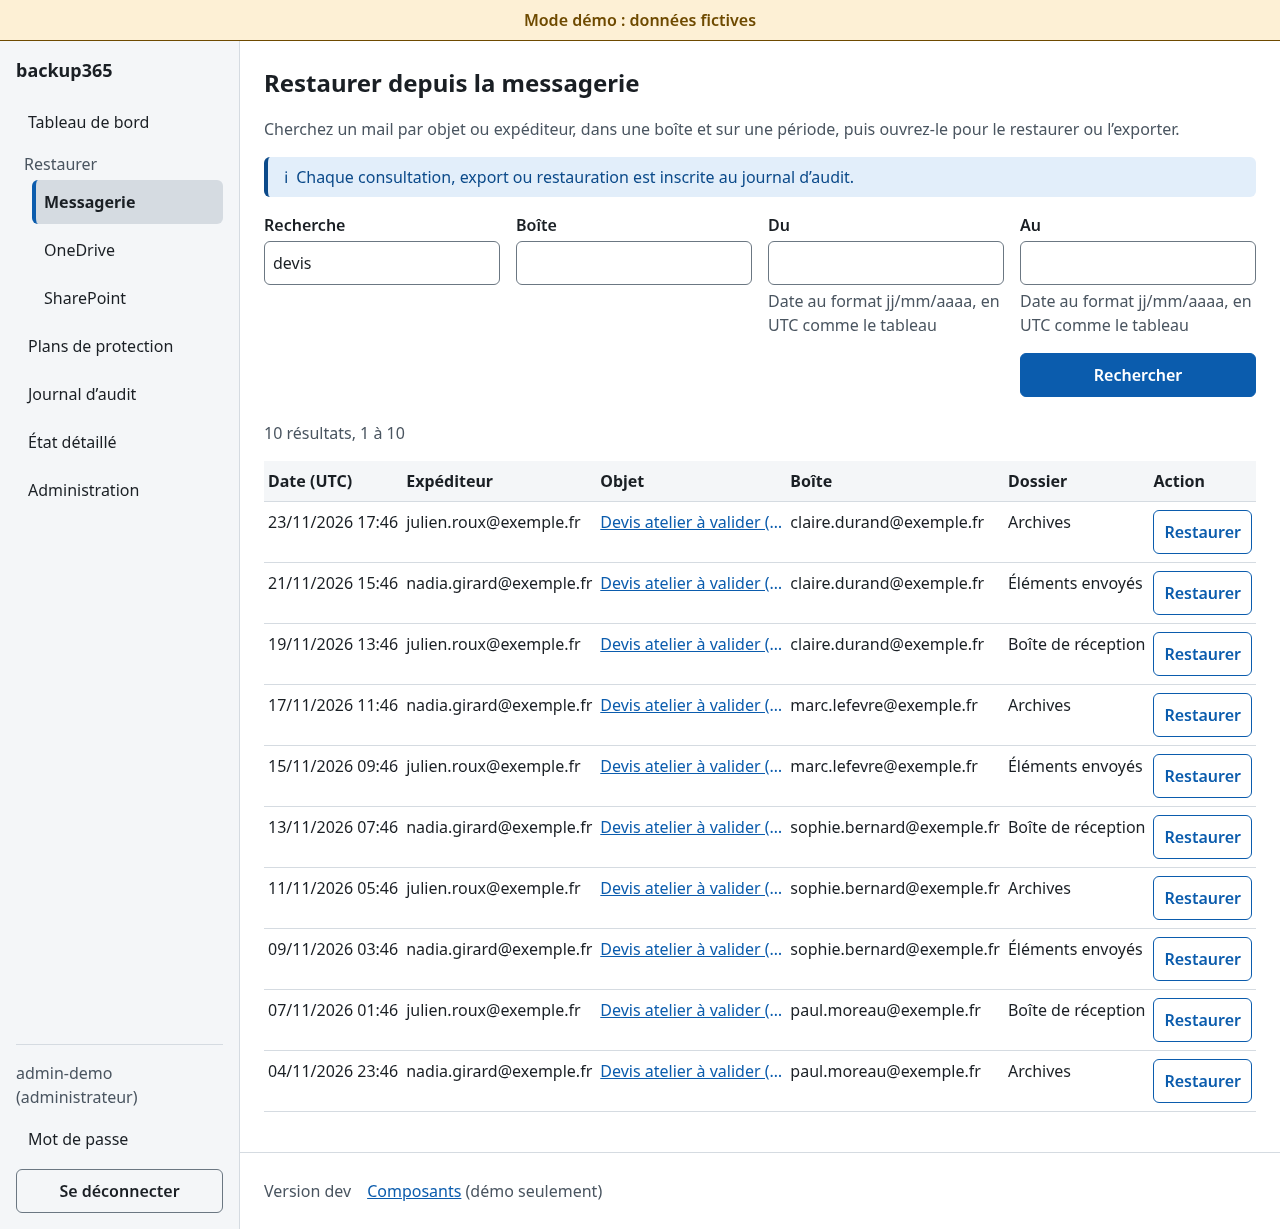 Mode démo : données fictives
backup365
Tableau de bord
Restaurer
Messagerie
OneDrive
SharePoint
Plans de protection
Journal d’audit
État détaillé
Administration
admin-demo
(administrateur)
Mot de passe
Se déconnecter
Restaurer depuis la messagerie
Cherchez un mail par objet ou expéditeur, dans une boîte et sur une période, puis ouvrez-le pour le restaurer ou l’exporter.
i Chaque consultation, export ou restauration est inscrite au journal d’audit.
Recherche Boîte Du Au
devis
Date au format jj/mm/aaaa, en UTC comme le tableau
Date au format jj/mm/aaaa, en UTC comme le tableau
Rechercher
10 résultats, 1 à 10
Date (UTC) Expéditeur Objet Boîte Dossier Action
23/11/2026 17:46 julien.roux@exemple.fr Devis atelier à valider (... claire.durand@exemple.fr Archives Restaurer
21/11/2026 15:46 nadia.girard@exemple.fr Devis atelier à valider (... claire.durand@exemple.fr Éléments envoyés Restaurer
19/11/2026 13:46 julien.roux@exemple.fr Devis atelier à valider (... claire.durand@exemple.fr Boîte de réception Restaurer
17/11/2026 11:46 nadia.girard@exemple.fr Devis atelier à valider (... marc.lefevre@exemple.fr Archives Restaurer
15/11/2026 09:46 julien.roux@exemple.fr Devis atelier à valider (... marc.lefevre@exemple.fr Éléments envoyés Restaurer
13/11/2026 07:46 nadia.girard@exemple.fr Devis atelier à valider (... sophie.bernard@exemple.fr Boîte de réception Restaurer
11/11/2026 05:46 julien.roux@exemple.fr Devis atelier à valider (... sophie.bernard@exemple.fr Archives Restaurer
09/11/2026 03:46 nadia.girard@exemple.fr Devis atelier à valider (... sophie.bernard@exemple.fr Éléments envoyés Restaurer
07/11/2026 01:46 julien.roux@exemple.fr Devis atelier à valider (... paul.moreau@exemple.fr Boîte de réception Restaurer
04/11/2026 23:46 nadia.girard@exemple.fr Devis atelier à valider (... paul.moreau@exemple.fr Archives Restaurer
Version dev Composants (démo seulement)